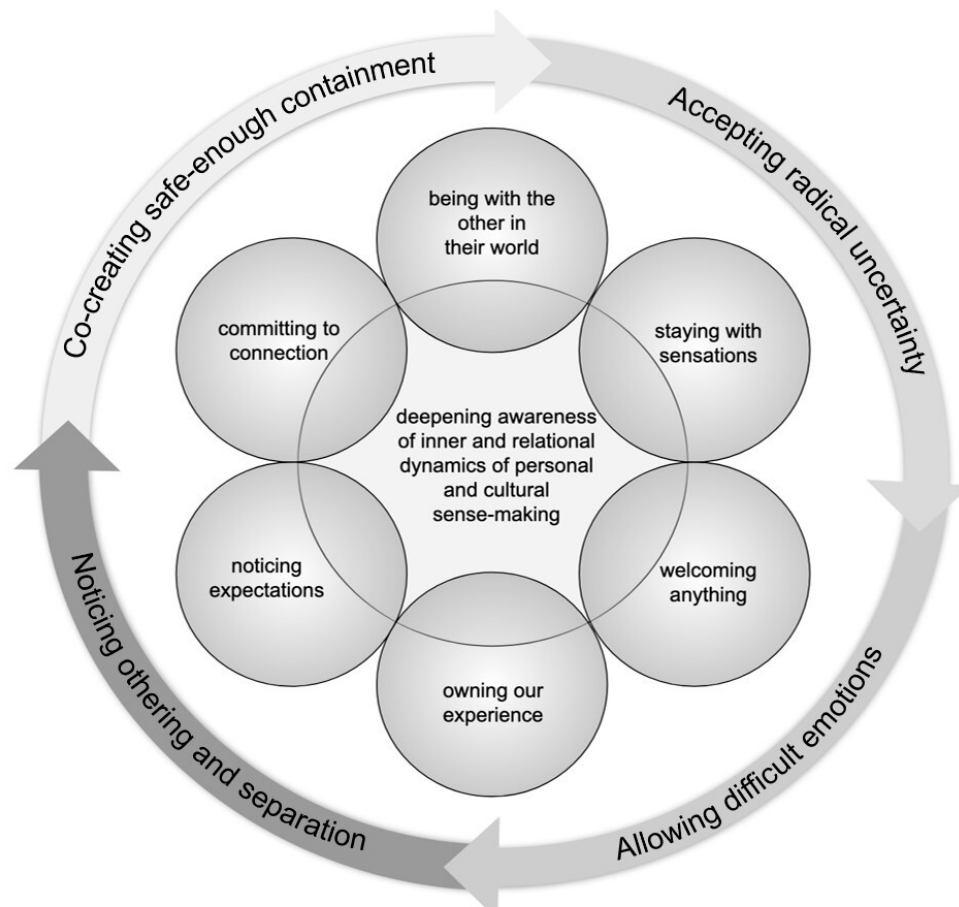 Co-creating safe-enough containment
Accepting radical uncertainty
being with the
other in
their world
committing to
connection
staying with
sensations
deepening awareness
of inner and relational
dynamics of personal
and cultural
sense-making
noticing
expectations
welcoming
anything
owning our
experience
Noticing othering and separation
Allowing difficult emotions